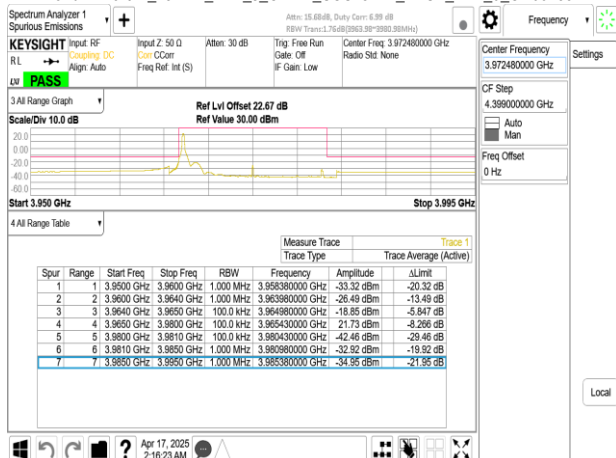 Spectrum Analyzer 1
Spurious Emissions
+
Attn: 15.68dB, Duty Corr: 6.99 dB
RBW Trans:1.76dB(3963.98~3980.98MHz)
Frequency
KEYSIGHT Input: RF Input Z: 50 Ω Atten: 30 dB Trig: Free Run Center Freq: 3.972480000 GHz
RL Coupling: DC Corr CCorr Gate: Off Radio Std: None
Align: Auto Freq Ref: Int (S) IF Gain: Low
LXI PASS
Center Frequency
3.972480000 GHz
Settings
CF Step
4.399000000 GHz
Auto
Man
Freq Offset
0 Hz
3 All Range Graph
Scale/Div 10.0 dB
Ref Lvl Offset 22.67 dB
Ref Value 30.00 dBm
20.0
0.00
-20.0
-40.0
-60.0
Start 3.950 GHz Stop 3.995 GHz
4 All Range Table
Measure Trace Trace 1
Trace Type Trace Average (Active)
Spur Range Start Freq Stop Freq RBW Frequency Amplitude ΔLimit
1 1 3.9500 GHz 3.9600 GHz 1.000 MHz 3.958380000 GHz -33.32 dBm -20.32 dB
2 2 3.9600 GHz 3.9640 GHz 1.000 MHz 3.963980000 GHz -26.49 dBm -13.49 dB
3 3 3.9640 GHz 3.9650 GHz 100.0 kHz 3.964980000 GHz -18.85 dBm -5.847 dB
4 4 3.9650 GHz 3.9800 GHz 100.0 kHz 3.965430000 GHz 21.73 dBm -8.266 dB
5 5 3.9800 GHz 3.9810 GHz 100.0 kHz 3.980430000 GHz -42.46 dBm -29.46 dB
6 6 3.9810 GHz 3.9850 GHz 1.000 MHz 3.980980000 GHz -32.92 dBm -19.92 dB
7 7 3.9850 GHz 3.9950 GHz 1.000 MHz 3.985380000 GHz -34.95 dBm -21.95 dB
Local
? Apr 17, 2025
2:16:23 AM